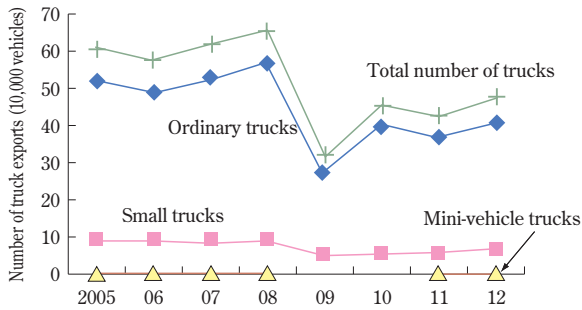 Number of truck exports (10,000 vehicles)
70
60
50
40
30
20
10
0
Total number of trucks
Ordinary trucks
Small trucks
Mini-vehicle trucks
2005 06 07 08 09 10 11 12